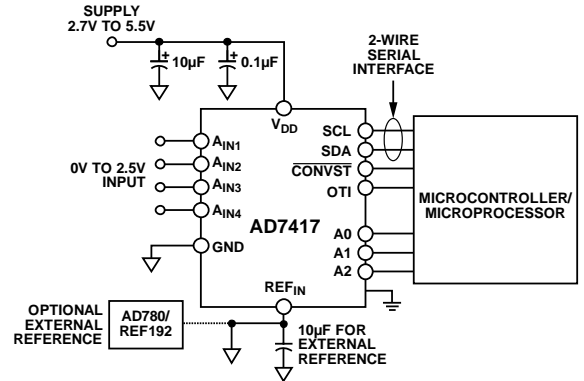 SUPPLY
2.7V TO 5.5V
10µF
0.1µF
2-WIRE
SERIAL
INTERFACE
VDD
AIN1
AIN2
AIN3
AIN4
0V TO 2.5V
INPUT
GND
AD7417
SCL
SDA
CONVST
OTI
A0
A1
A2
MICROCONTROLLER/
MICROPROCESSOR
REFIN
OPTIONAL
EXTERNAL
REFERENCE
AD780/
REF192
10µF FOR
EXTERNAL
REFERENCE